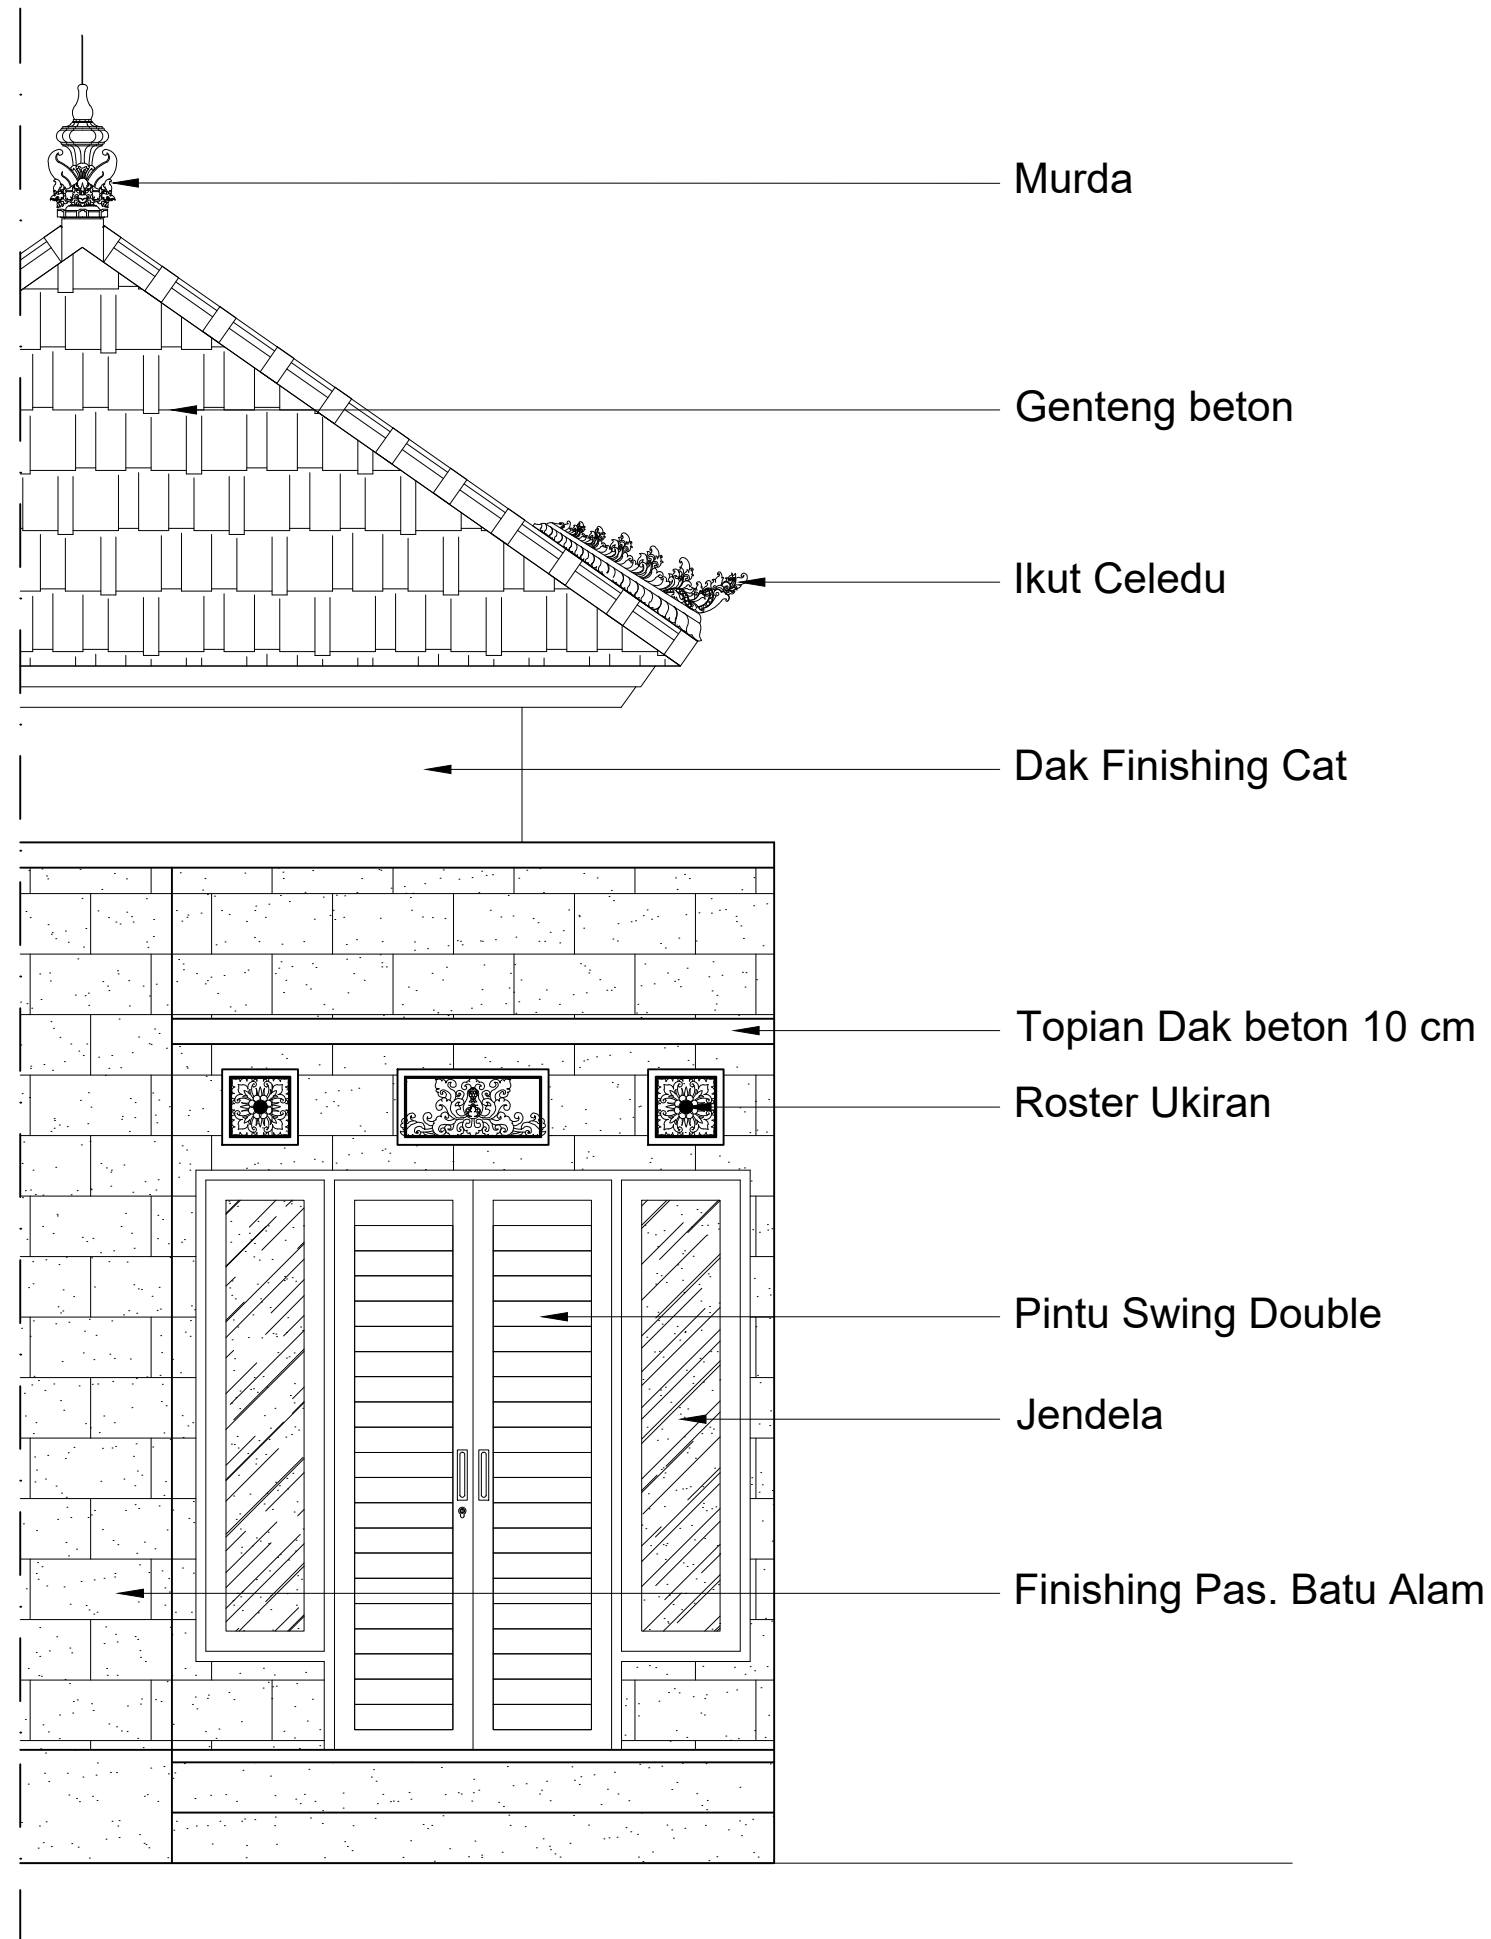 Murda
Genteng beton
Ikut Celedu
Dak Finishing Cat
Topian Dak beton 10 cm
Roster Ukiran
Pintu Swing Double
Jendela
Finishing Pas. Batu Alam